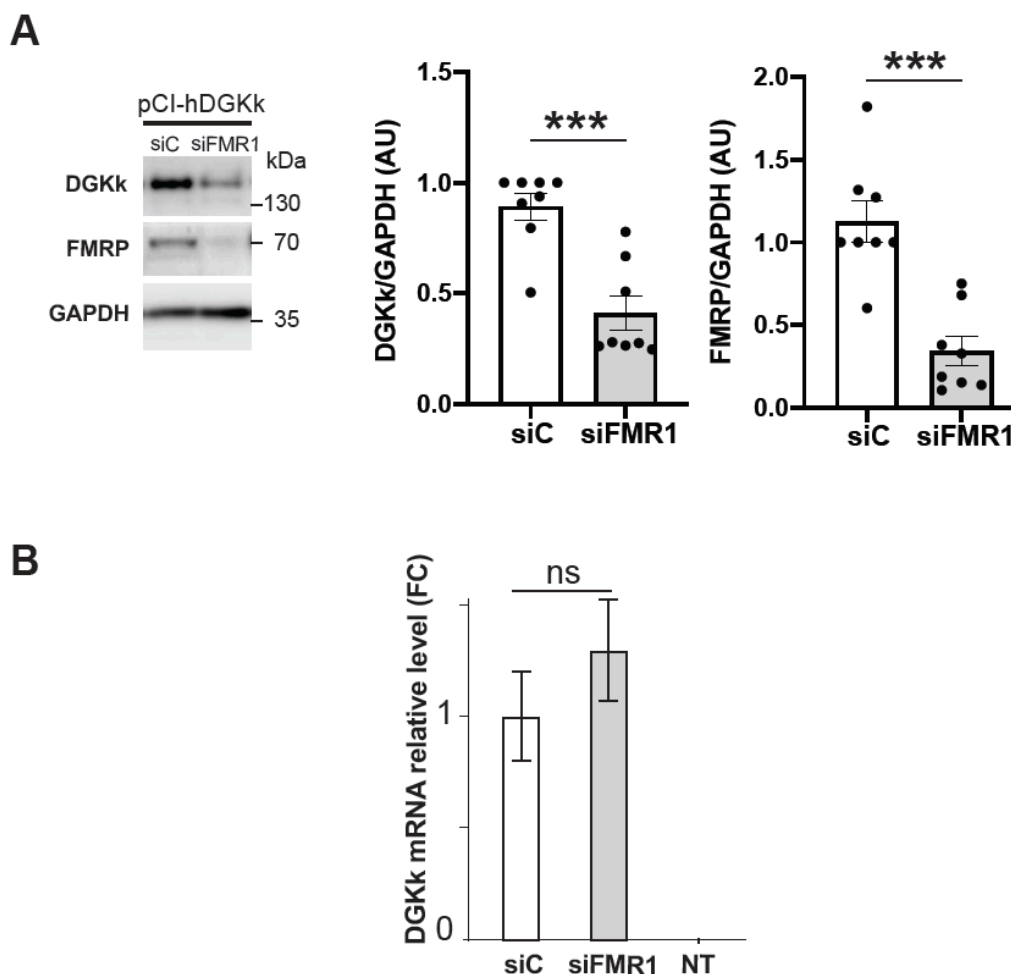 A
pCI-hDGKk
siC siFMR1
kDa
DGKk
130
FMRP
70
GAPDH
35
DGKk/GAPDH (AU)
1.5
1.0
0.5
0.0
***
siC siFMR1
FMRP/GAPDH (AU)
2.0
1.5
1.0
0.5
0.0
***
siC siFMR1
B
DGKk mRNA relative level (FC)
1
0
ns
siC siFMR1 NT